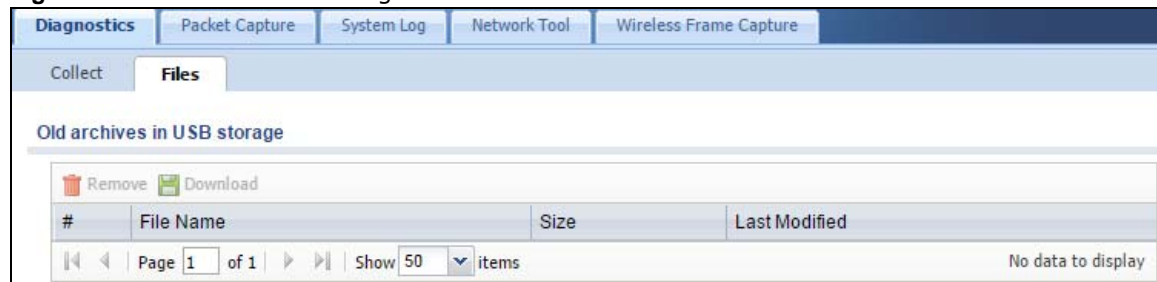 Diagnostics Packet Capture System Log Network Tool Wireless Frame Capture
Collect Files
Old archives in USB storage
Remove Download
# File Name Size Last Modified
Page 1 of 1 Show 50 items No data to display